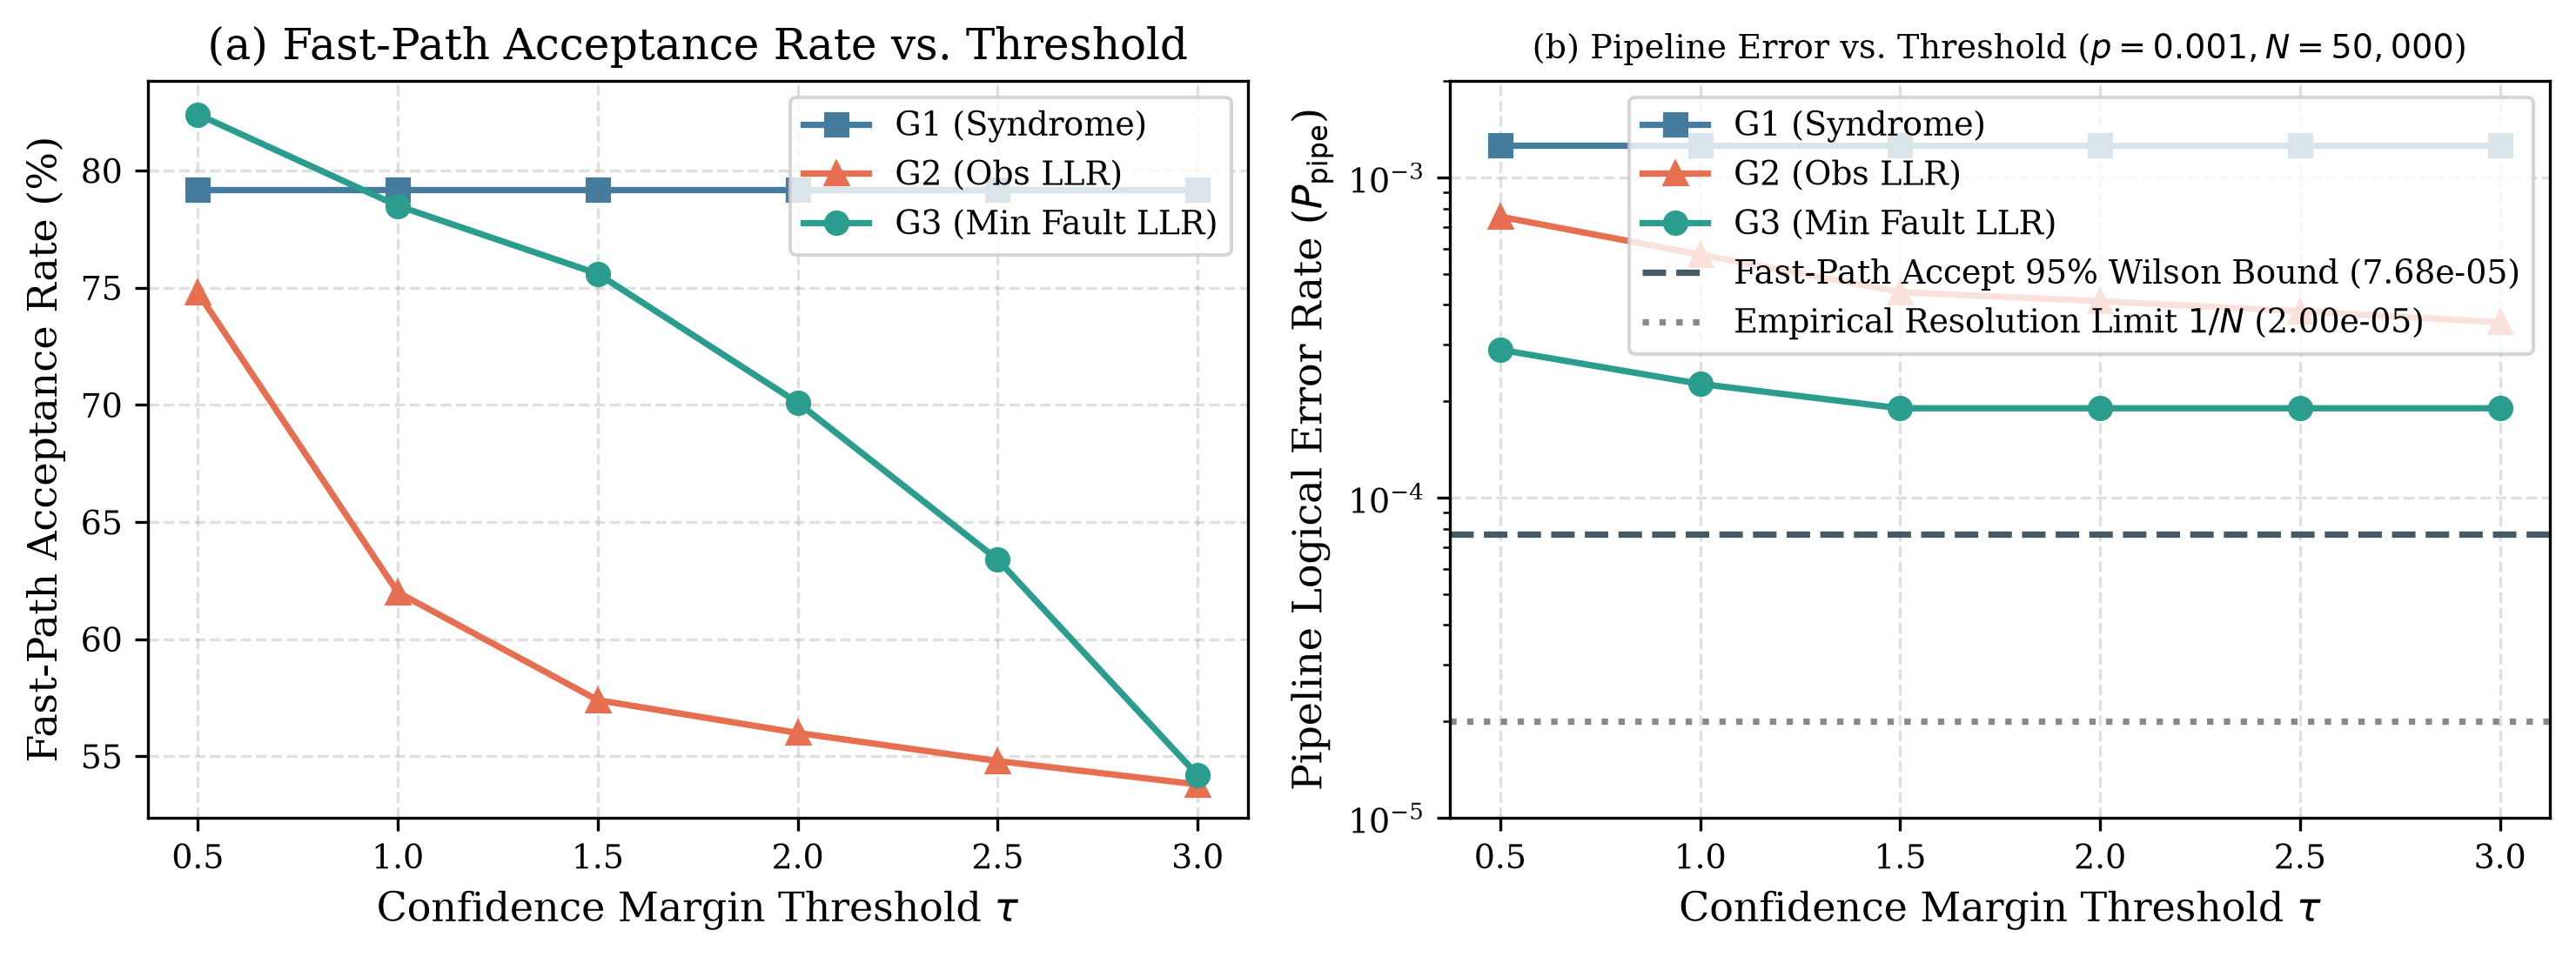 (a) Fast-Path Acceptance Rate vs. Threshold
Fast-Path Acceptance Rate (%)
80
75
70
65
60
55
0.5 1.0 1.5 2.0 2.5 3.0
Confidence Margin Threshold τ
G1 (Syndrome)
G2 (Obs LLR)
G3 (Min Fault LLR)
(b) Pipeline Error vs. Threshold (p = 0.001, N = 50,000)
Pipeline Logical Error Rate (P_pipe)
10⁻³
10⁻⁴
10⁻⁵
0.5 1.0 1.5 2.0 2.5 3.0
Confidence Margin Threshold τ
G1 (Syndrome)
G2 (Obs LLR)
G3 (Min Fault LLR)
Fast-Path Accept 95% Wilson Bound (7.68e-05)
Empirical Resolution Limit 1/N (2.00e-05)